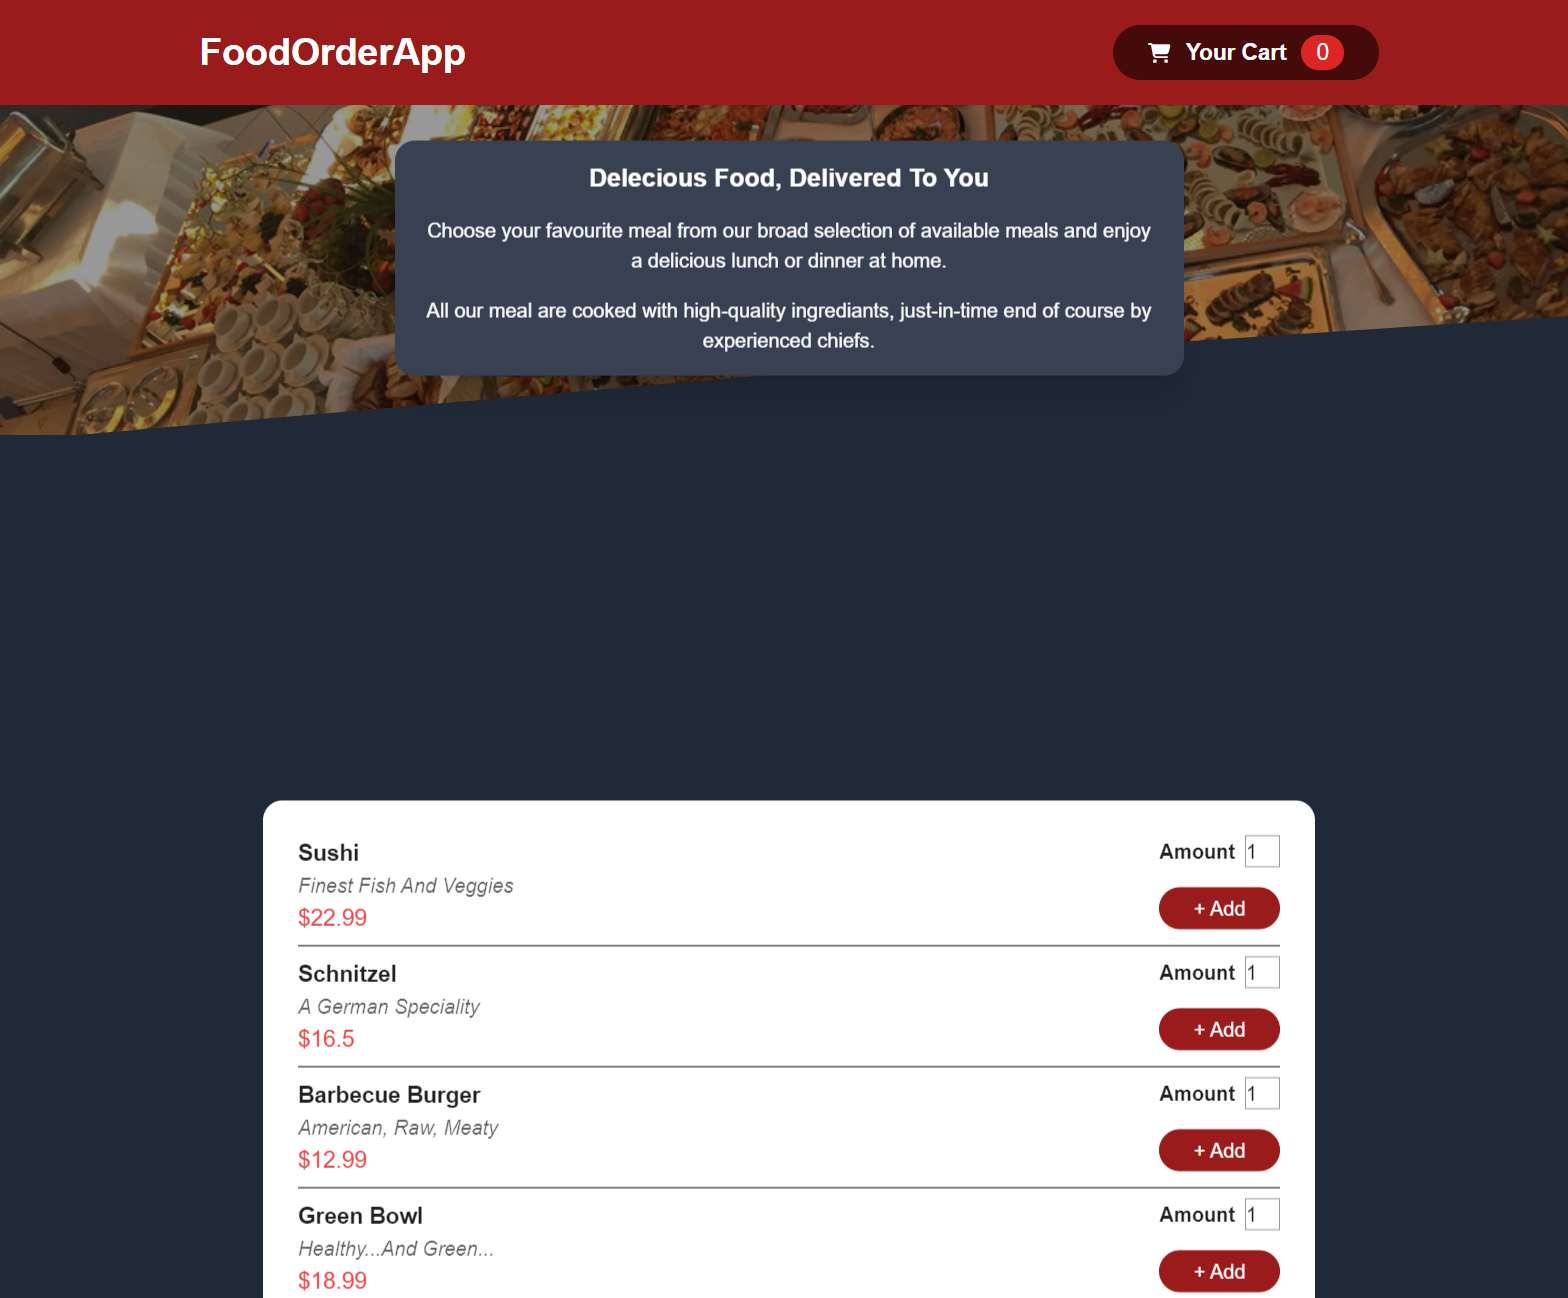 FoodOrderApp
Your Cart 0
Delecious Food, Delivered To You
Choose your favourite meal from our broad selection of available meals and enjoy
a delicious lunch or dinner at home.
All our meal are cooked with high-quality ingrediants, just-in-time end of course by
experienced chiefs.
Sushi
Finest Fish And Veggies
$22.99
Amount 1
+ Add
Schnitzel
A German Speciality
$16.5
Amount 1
+ Add
Barbecue Burger
American, Raw, Meaty
$12.99
Amount 1
+ Add
Green Bowl
Healthy...And Green...
$18.99
Amount 1
+ Add